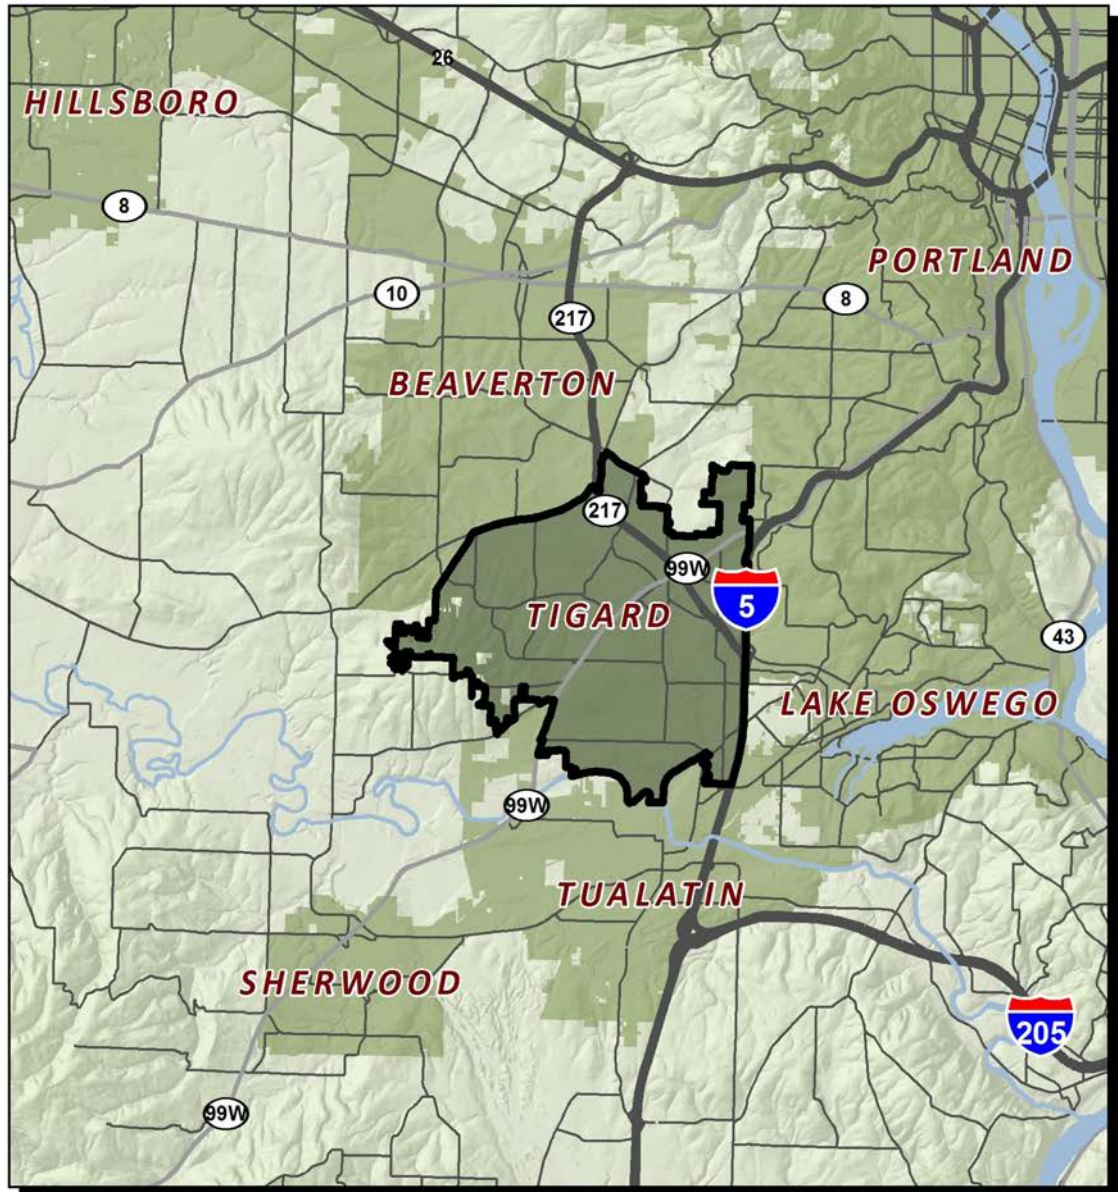 26
HILLSBORO
8
PORTLAND
10
8
217
BEAVERTON
217
99W
5
TIGARD
43
LAKE OSWEGO
99W
TUALATIN
SHERWOOD
205
99W